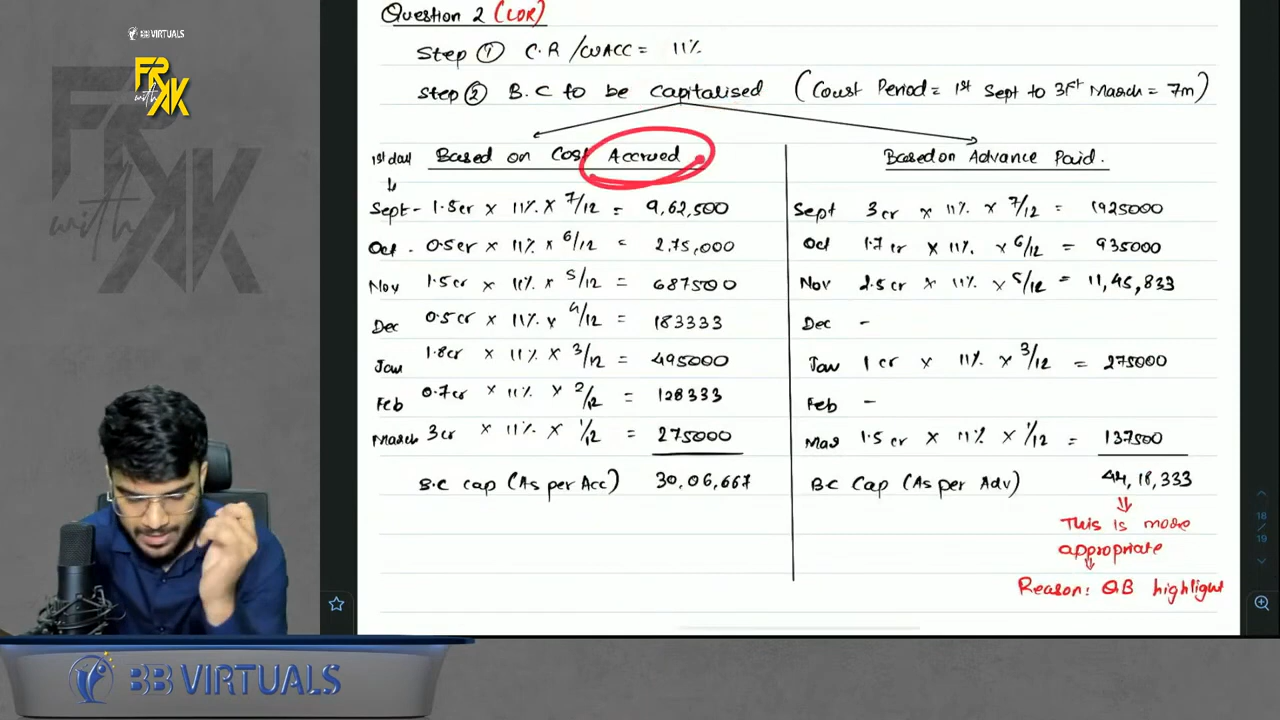 BB VIRTUALS
FR
with
AK
FR
with
AK
Question 2 (LDR)
Step ① C.R /WACC = 11%
Step ② B.C to be capitalised (Const Period = 1st Sept to 31st March = 7m)
1st day Based on Cost Accrued
Sept - 1.5cr × 11% × 7/12 = 9,62,500
Oct - 0.5cr × 11% × 6/12 = 2,75,000
Nov 1.5cr × 11% × 5/12 = 687500
Dec 0.5cr × 11% × 4/12 = 183333
Jan 1.8cr × 11% × 3/12 = 495000
Feb 0.7cr × 11% × 2/12 = 128333
March 3cr × 11% × 1/12 = 275000
B.C cap (As per Acc) 30,06,667
Based on Advance Paid.
Sept 3cr × 11% × 7/12 = 1925000
Oct 1.7cr × 11% × 6/12 = 935000
Nov 2.5cr × 11% × 5/12 = 11,45,833
Dec -
Jan 1cr × 11% × 3/12 = 275000
Feb -
Mar 1.5cr × 11% × 1/12 = 137500
BC Cap (As per Adv) 44,18,333
This is more
appropriate
Reason: QB highlight
18
/
19
BB VIRTUALS